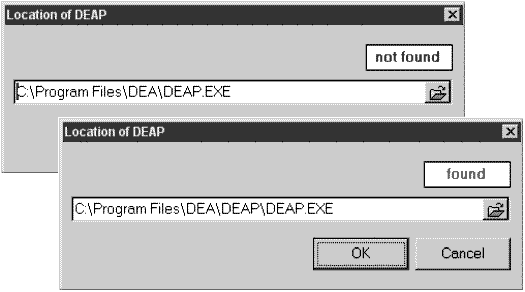 Location of DEAP
not found
C:\Program Files\DEA\DEAP.EXE
Location of DEAP
found
C:\Program Files\DEA\DEAP\DEAP.EXE
OK Cancel